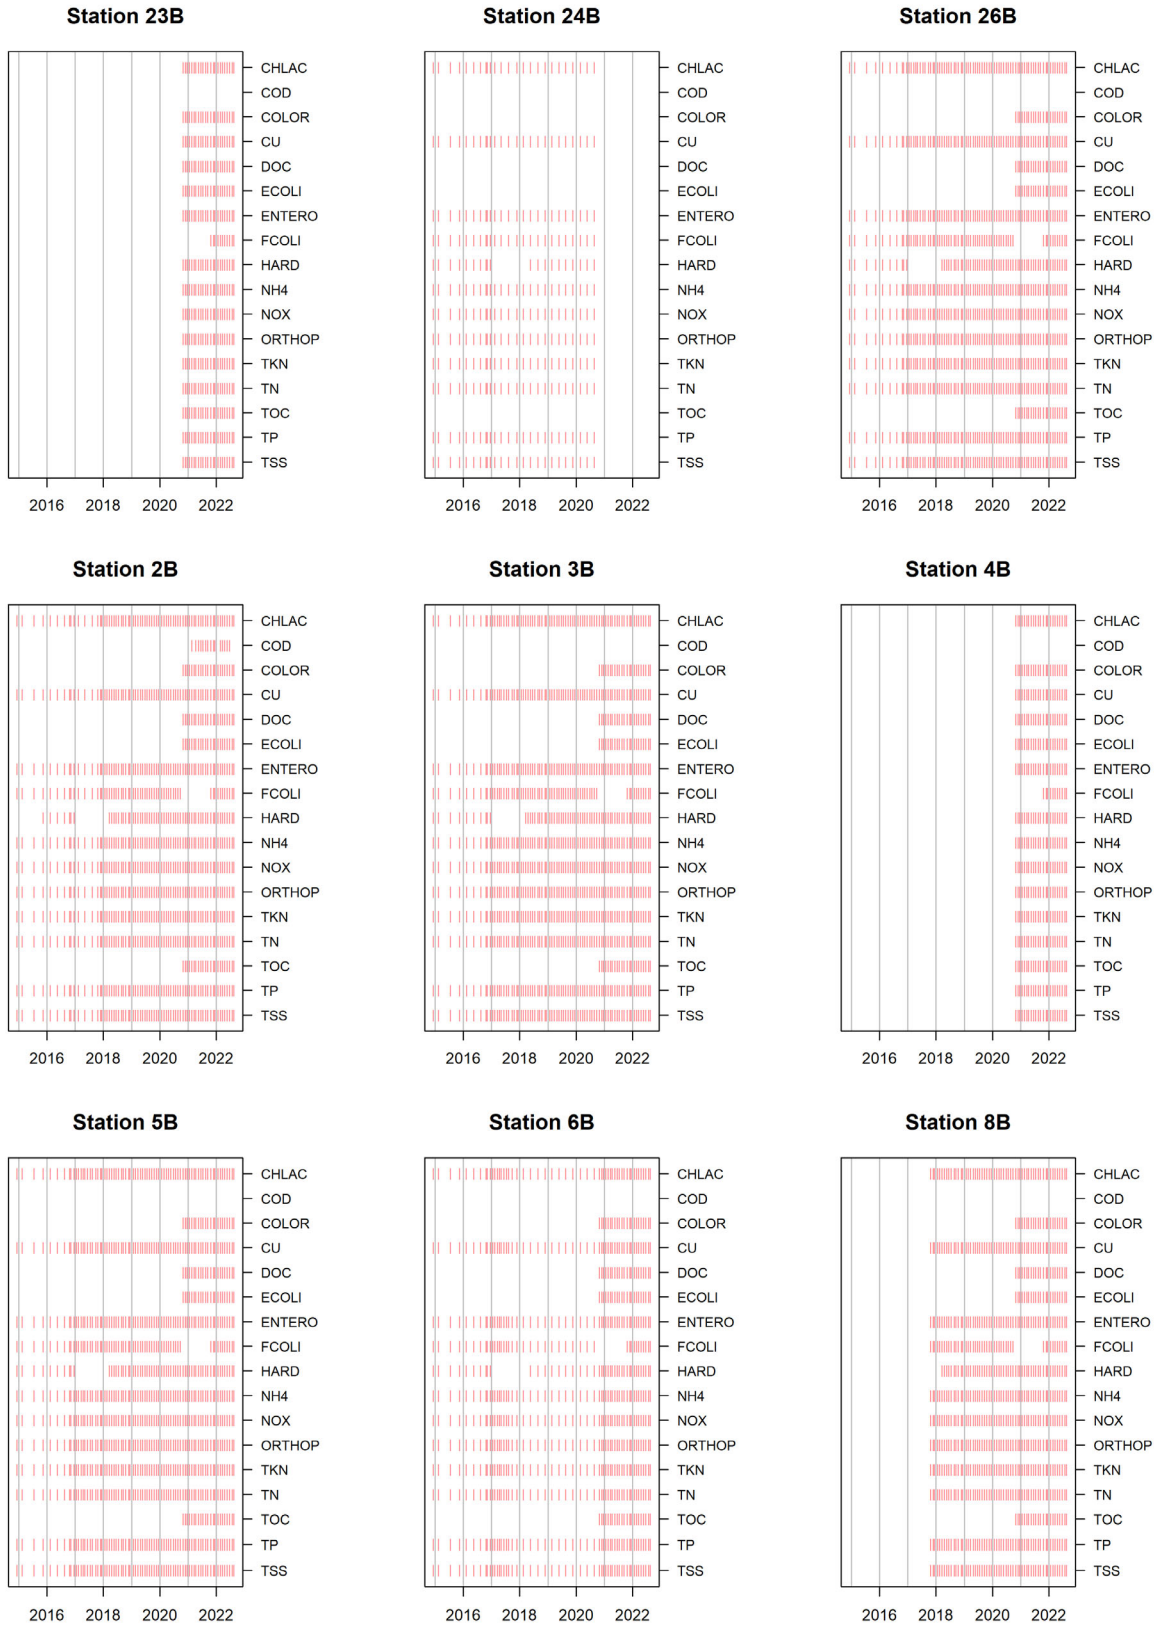 Station 23B
CHLAC
COD
COLOR
CU
DOC
ECOLI
ENTERO
FCOLI
HARD
NH4
NOX
ORTHOP
TKN
TN
TOC
TP
TSS
2016 2018 2020 2022
Station 24B
CHLAC
COD
COLOR
CU
DOC
ECOLI
ENTERO
FCOLI
HARD
NH4
NOX
ORTHOP
TKN
TN
TOC
TP
TSS
2016 2018 2020 2022
Station 26B
CHLAC
COD
COLOR
CU
DOC
ECOLI
ENTERO
FCOLI
HARD
NH4
NOX
ORTHOP
TKN
TN
TOC
TP
TSS
2016 2018 2020 2022
Station 2B
CHLAC
COD
COLOR
CU
DOC
ECOLI
ENTERO
FCOLI
HARD
NH4
NOX
ORTHOP
TKN
TN
TOC
TP
TSS
2016 2018 2020 2022
Station 3B
CHLAC
COD
COLOR
CU
DOC
ECOLI
ENTERO
FCOLI
HARD
NH4
NOX
ORTHOP
TKN
TN
TOC
TP
TSS
2016 2018 2020 2022
Station 4B
CHLAC
COD
COLOR
CU
DOC
ECOLI
ENTERO
FCOLI
HARD
NH4
NOX
ORTHOP
TKN
TN
TOC
TP
TSS
2016 2018 2020 2022
Station 5B
CHLAC
COD
COLOR
CU
DOC
ECOLI
ENTERO
FCOLI
HARD
NH4
NOX
ORTHOP
TKN
TN
TOC
TP
TSS
2016 2018 2020 2022
Station 6B
CHLAC
COD
COLOR
CU
DOC
ECOLI
ENTERO
FCOLI
HARD
NH4
NOX
ORTHOP
TKN
TN
TOC
TP
TSS
2016 2018 2020 2022
Station 8B
CHLAC
COD
COLOR
CU
DOC
ECOLI
ENTERO
FCOLI
HARD
NH4
NOX
ORTHOP
TKN
TN
TOC
TP
TSS
2016 2018 2020 2022